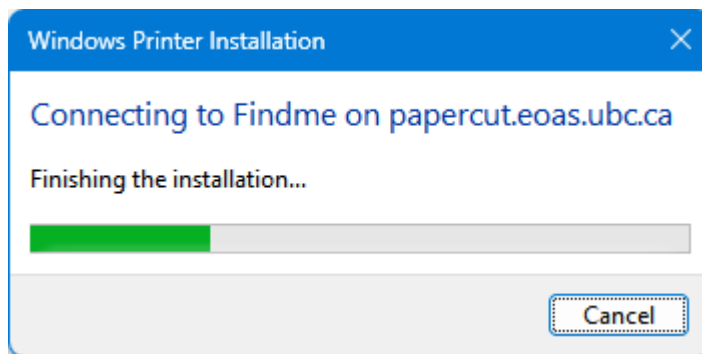 Windows Printer Installation
Connecting to Findme on papercut.eoas.ubc.ca
Finishing the installation...
Cancel